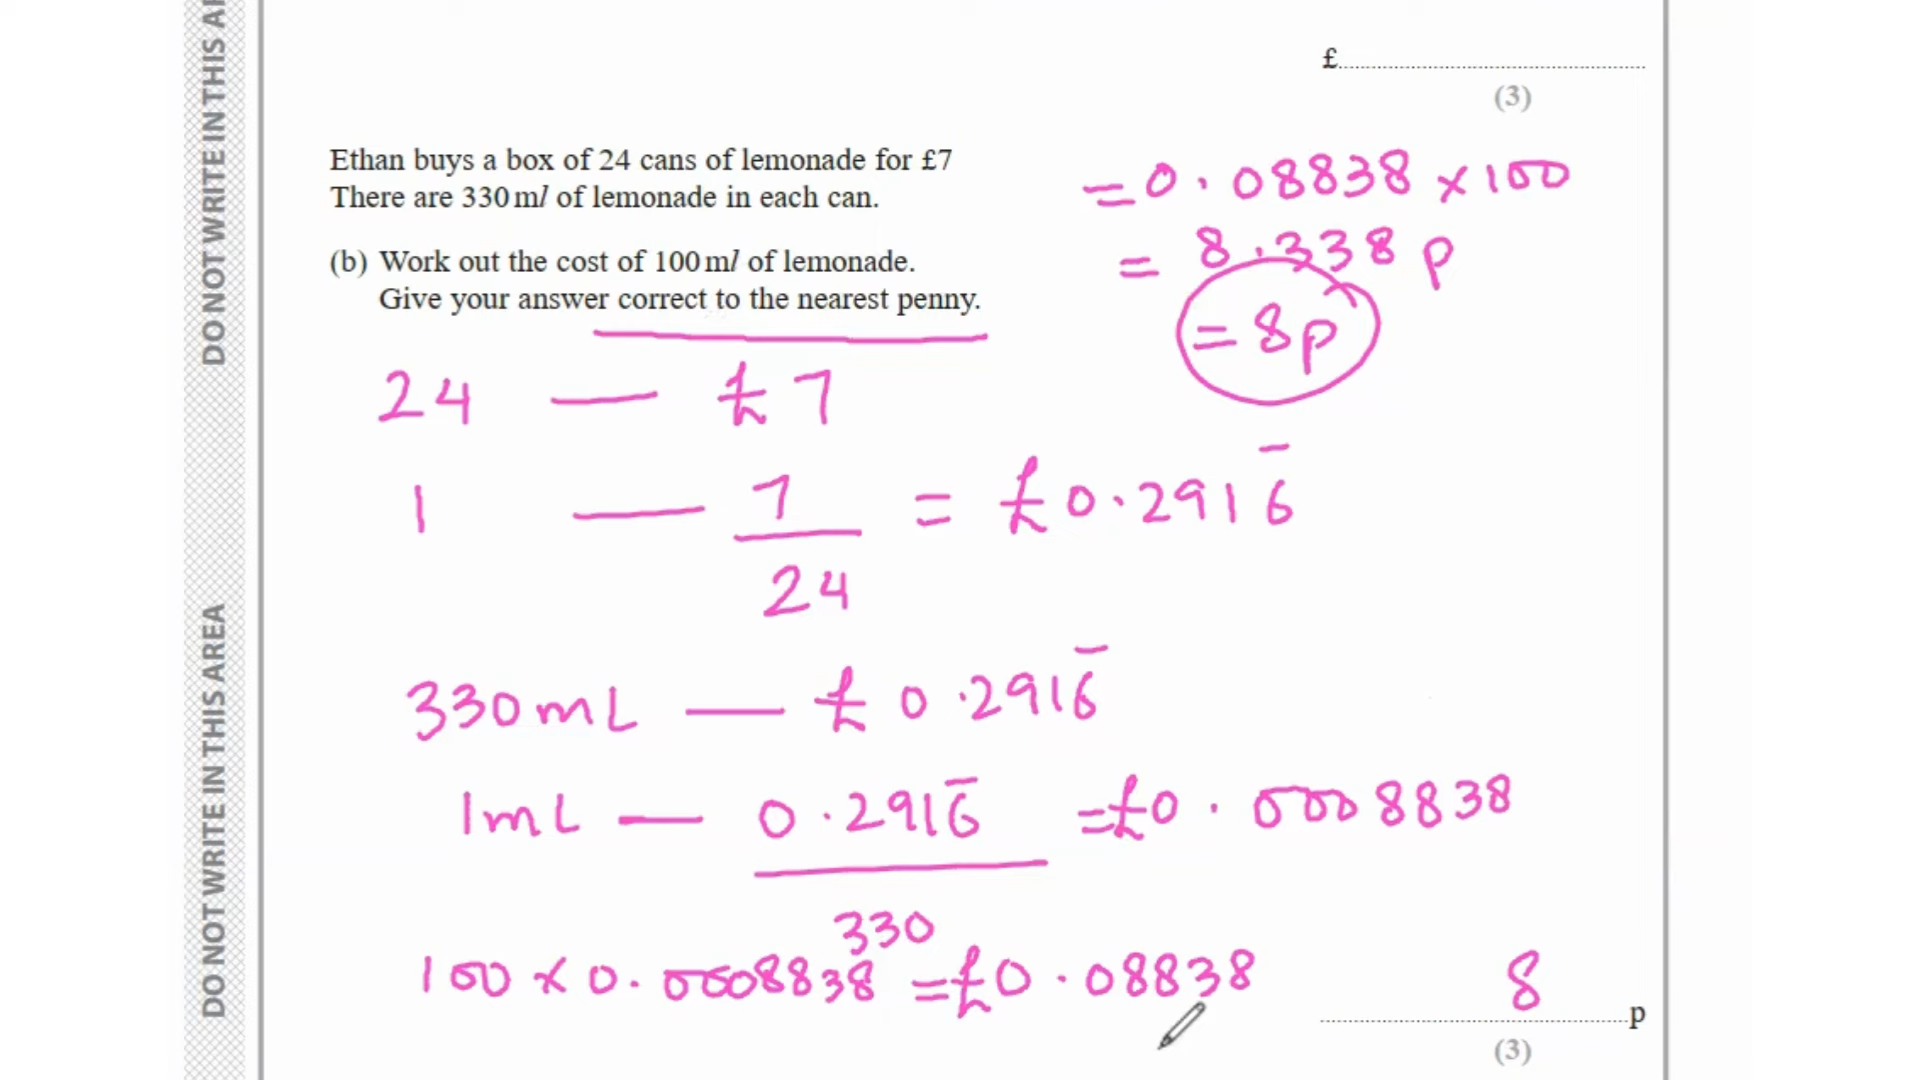 £
(3)
Ethan buys a box of 24 cans of lemonade for £7
There are 330 ml of lemonade in each can.
(b) Work out the cost of 100 ml of lemonade.
Give your answer correct to the nearest penny.
= 0.08838 × 100
= 8.338 p
= 8p
24 — £7
1 — 7/24 = £0.2916̅
330mL — £0.2916̅
1mL — 0.2916̅/330 = £0.0008838
100 × 0.0008838 = £0.08838
8 p
(3)
DO NOT WRITE IN THIS AR
DO NOT WRITE IN THIS AREA